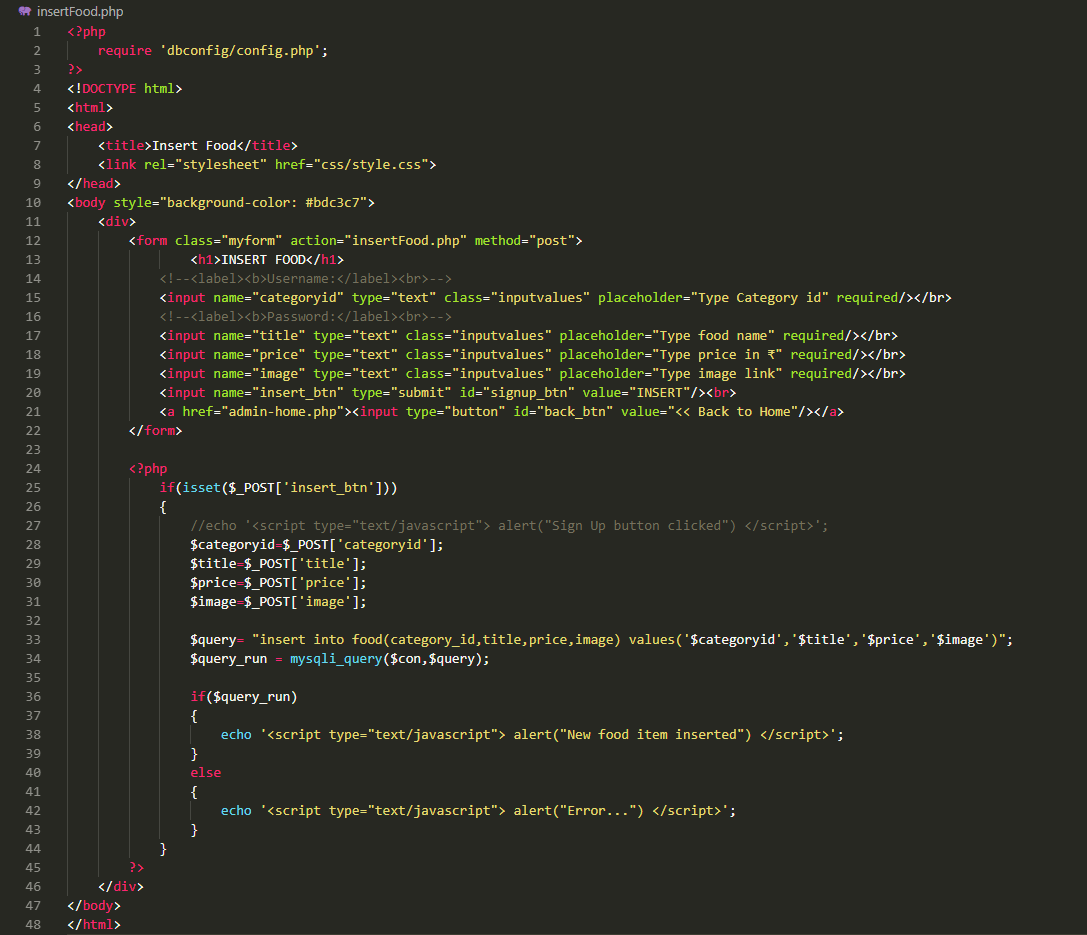 insertFood.php
1 <?php
2 require 'dbconfig/config.php';
3 ?>
4 <!DOCTYPE html>
5 <html>
6 <head>
7 <title>Insert Food</title>
8 <link rel="stylesheet" href="css/style.css">
9 </head>
10 <body style="background-color: #bdc3c7">
11 <div>
12 <form class="myform" action="insertFood.php" method="post">
13 <h1>INSERT FOOD</h1>
14 <!--<label><b>Username:</label><br>-->
15 <input name="categoryid" type="text" class="inputvalues" placeholder="Type Category id" required/></br>
16 <!--<label><b>Password:</label><br>-->
17 <input name="title" type="text" class="inputvalues" placeholder="Type food name" required/></br>
18 <input name="price" type="text" class="inputvalues" placeholder="Type price in ₹" required/></br>
19 <input name="image" type="text" class="inputvalues" placeholder="Type image link" required/></br>
20 <input name="insert_btn" type="submit" id="signup_btn" value="INSERT"/><br>
21 <a href="admin-home.php"><input type="button" id="back_btn" value="<< Back to Home"/></a>
22 </form>
23
24 <?php
25 if(isset($_POST['insert_btn']))
26 {
27 //echo '<script type="text/javascript"> alert("Sign Up button clicked") </script>';
28 $categoryid=$_POST['categoryid'];
29 $title=$_POST['title'];
30 $price=$_POST['price'];
31 $image=$_POST['image'];
32
33 $query= "insert into food(category_id,title,price,image) values('$categoryid','$title','$price','$image')";
34 $query_run = mysqli_query($con,$query);
35
36 if($query_run)
37 {
38 echo '<script type="text/javascript"> alert("New food item inserted") </script>';
39 }
40 else
41 {
42 echo '<script type="text/javascript"> alert("Error...") </script>';
43 }
44 }
45 ?>
46 </div>
47 </body>
48 </html>